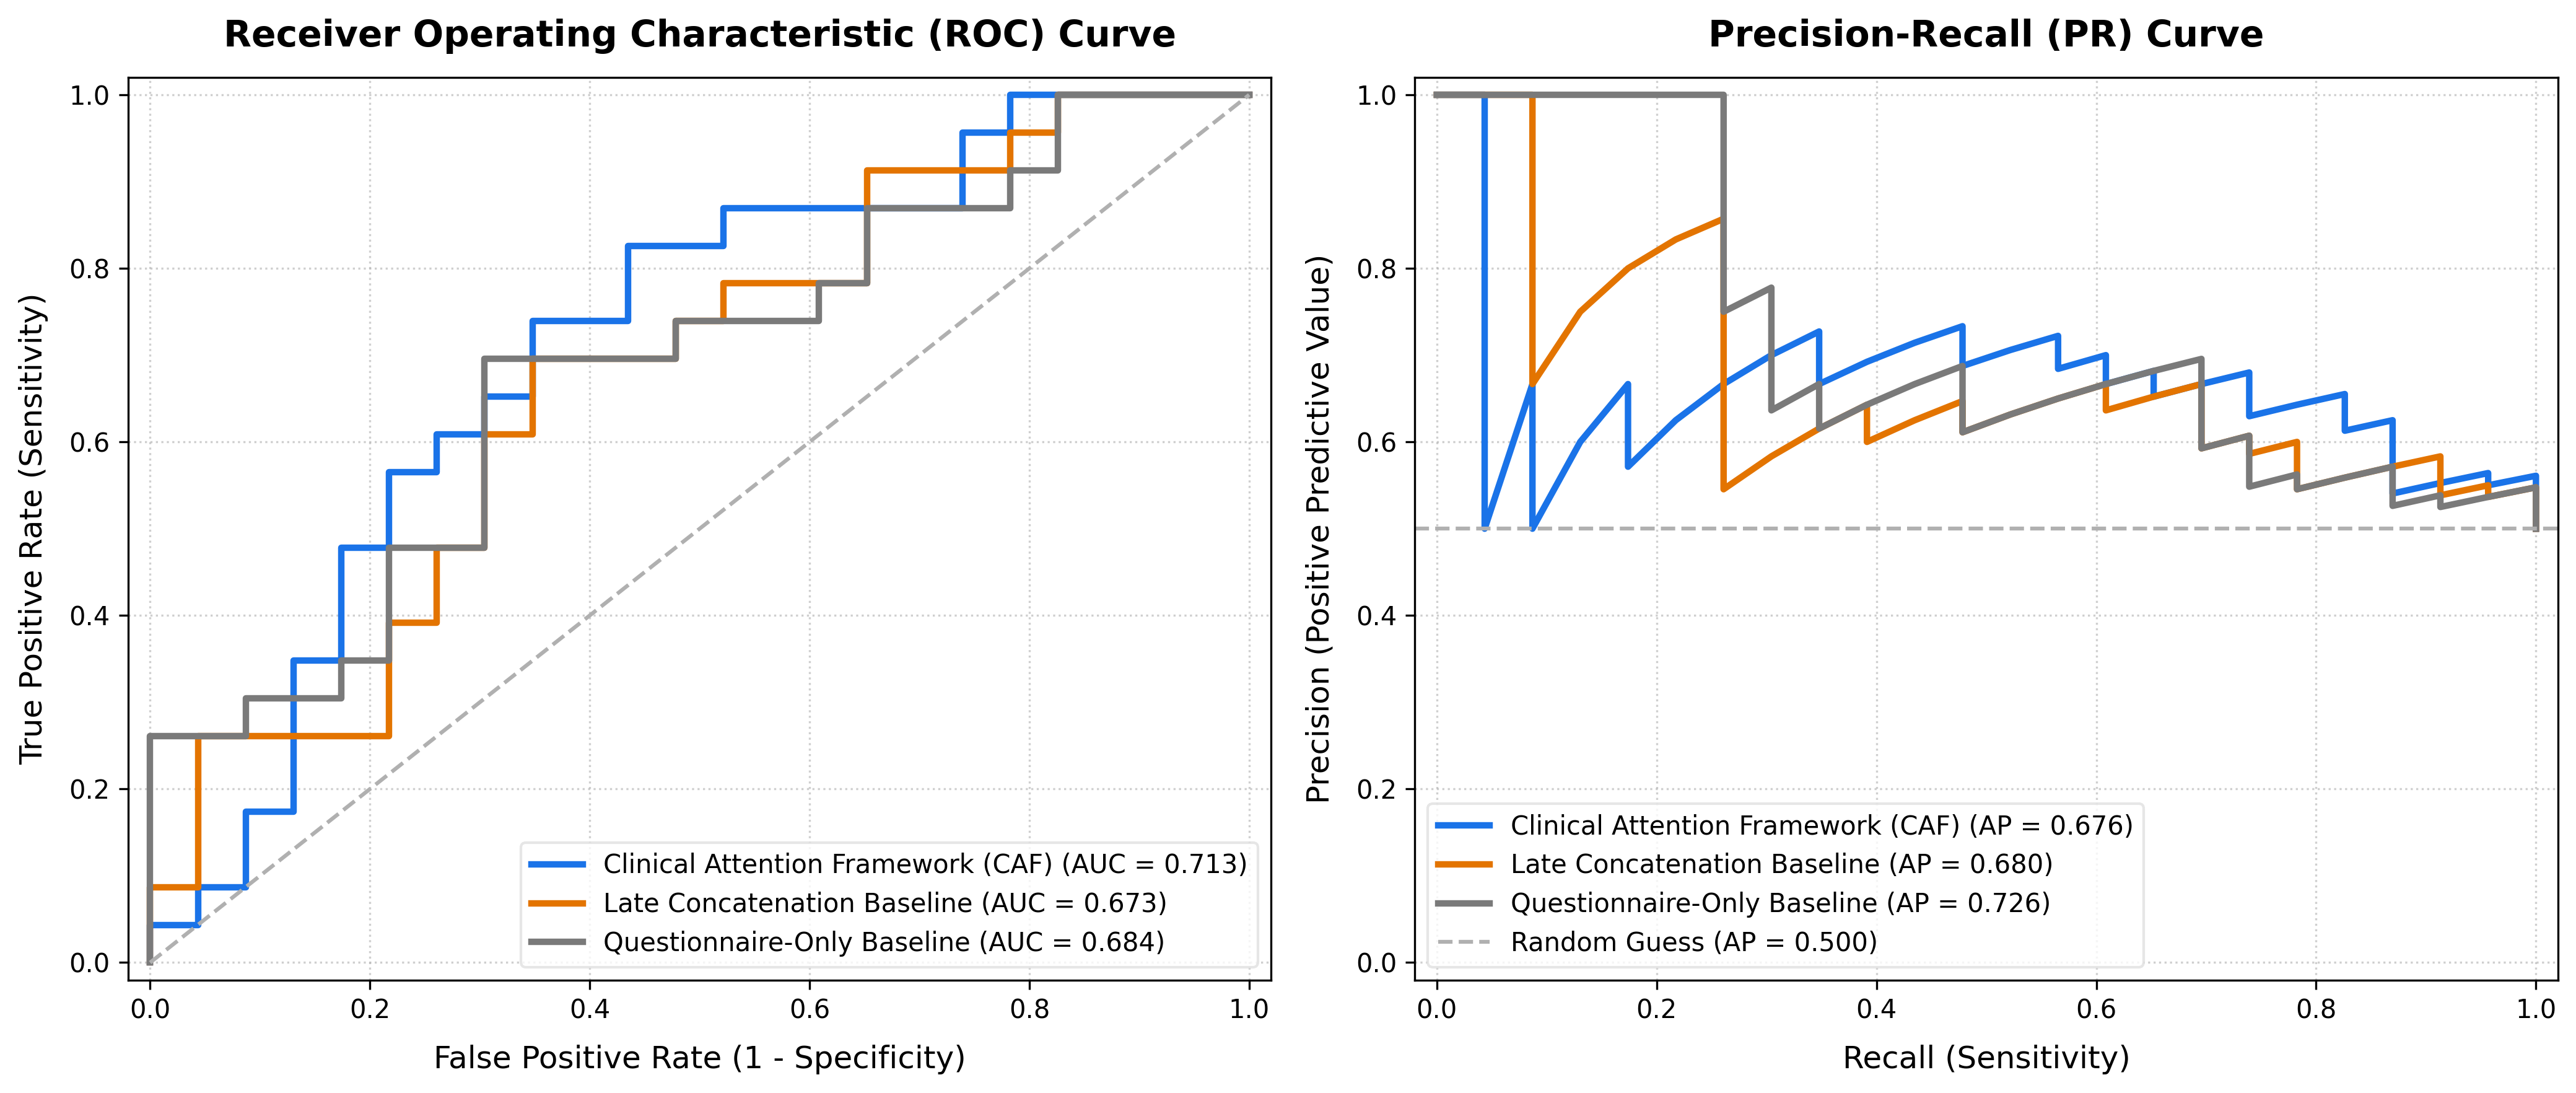 Receiver Operating Characteristic (ROC) Curve
True Positive Rate (Sensitivity)
1.0
0.8
0.6
0.4
0.2
0.0
0.0 0.2 0.4 0.6 0.8 1.0
False Positive Rate (1 - Specificity)
Clinical Attention Framework (CAF) (AUC = 0.713)
Late Concatenation Baseline (AUC = 0.673)
Questionnaire-Only Baseline (AUC = 0.684)
Precision-Recall (PR) Curve
Precision (Positive Predictive Value)
1.0
0.8
0.6
0.4
0.2
0.0
0.0 0.2 0.4 0.6 0.8 1.0
Recall (Sensitivity)
Clinical Attention Framework (CAF) (AP = 0.676)
Late Concatenation Baseline (AP = 0.680)
Questionnaire-Only Baseline (AP = 0.726)
Random Guess (AP = 0.500)